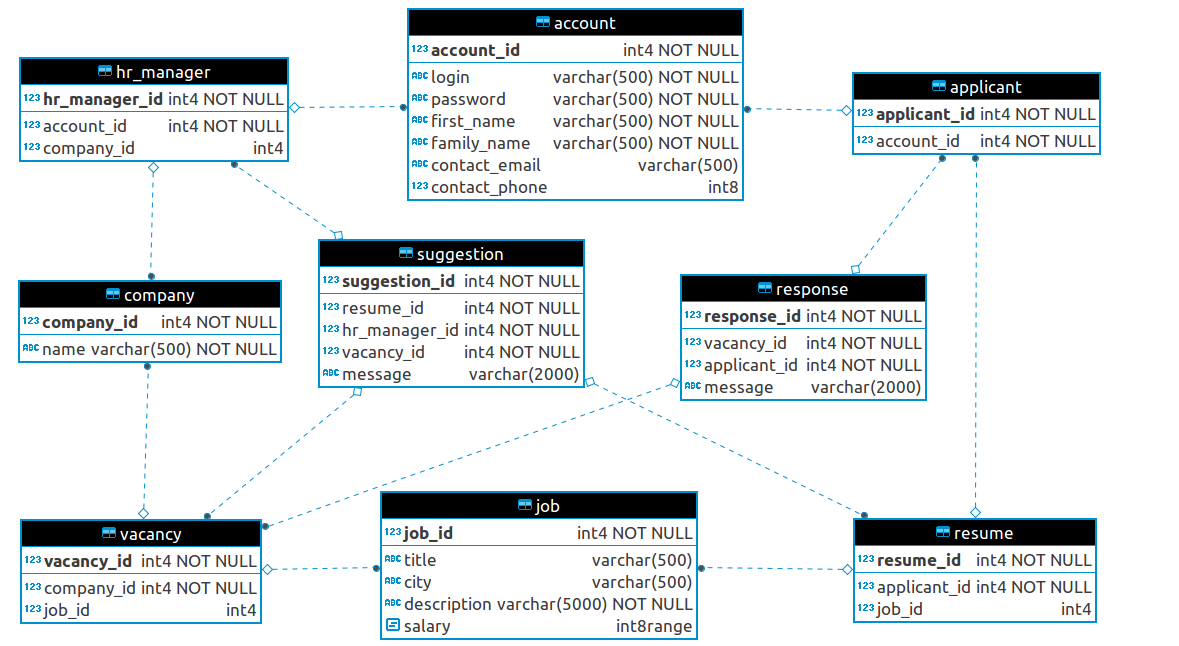 account
account_id int4 NOT NULL
login varchar(500) NOT NULL
password varchar(500) NOT NULL
first_name varchar(500) NOT NULL
family_name varchar(500) NOT NULL
contact_email varchar(500)
contact_phone int8
hr_manager
123 hr_manager_id int4 NOT NULL
123 account_id int4 NOT NULL
123 company_id int4
applicant
123 applicant_id int4 NOT NULL
123 account_id int4 NOT NULL
suggestion
123 suggestion_id int4 NOT NULL
123 resume_id int4 NOT NULL
123 hr_manager_id int4 NOT NULL
123 vacancy_id int4 NOT NULL
ABC message varchar(2000)
response
123 response_id int4 NOT NULL
123 vacancy_id int4 NOT NULL
123 applicant_id int4 NOT NULL
ABC message varchar(2000)
company
123 company_id int4 NOT NULL
ABC name varchar(500) NOT NULL
vacancy
123 vacancy_id int4 NOT NULL
123 company_id int4 NOT NULL
123 job_id int4
job
123 job_id int4 NOT NULL
ABC title varchar(500)
ABC city varchar(500)
ABC description varchar(5000) NOT NULL
salary int8range
resume
123 resume_id int4 NOT NULL
123 applicant_id int4 NOT NULL
123 job_id int4